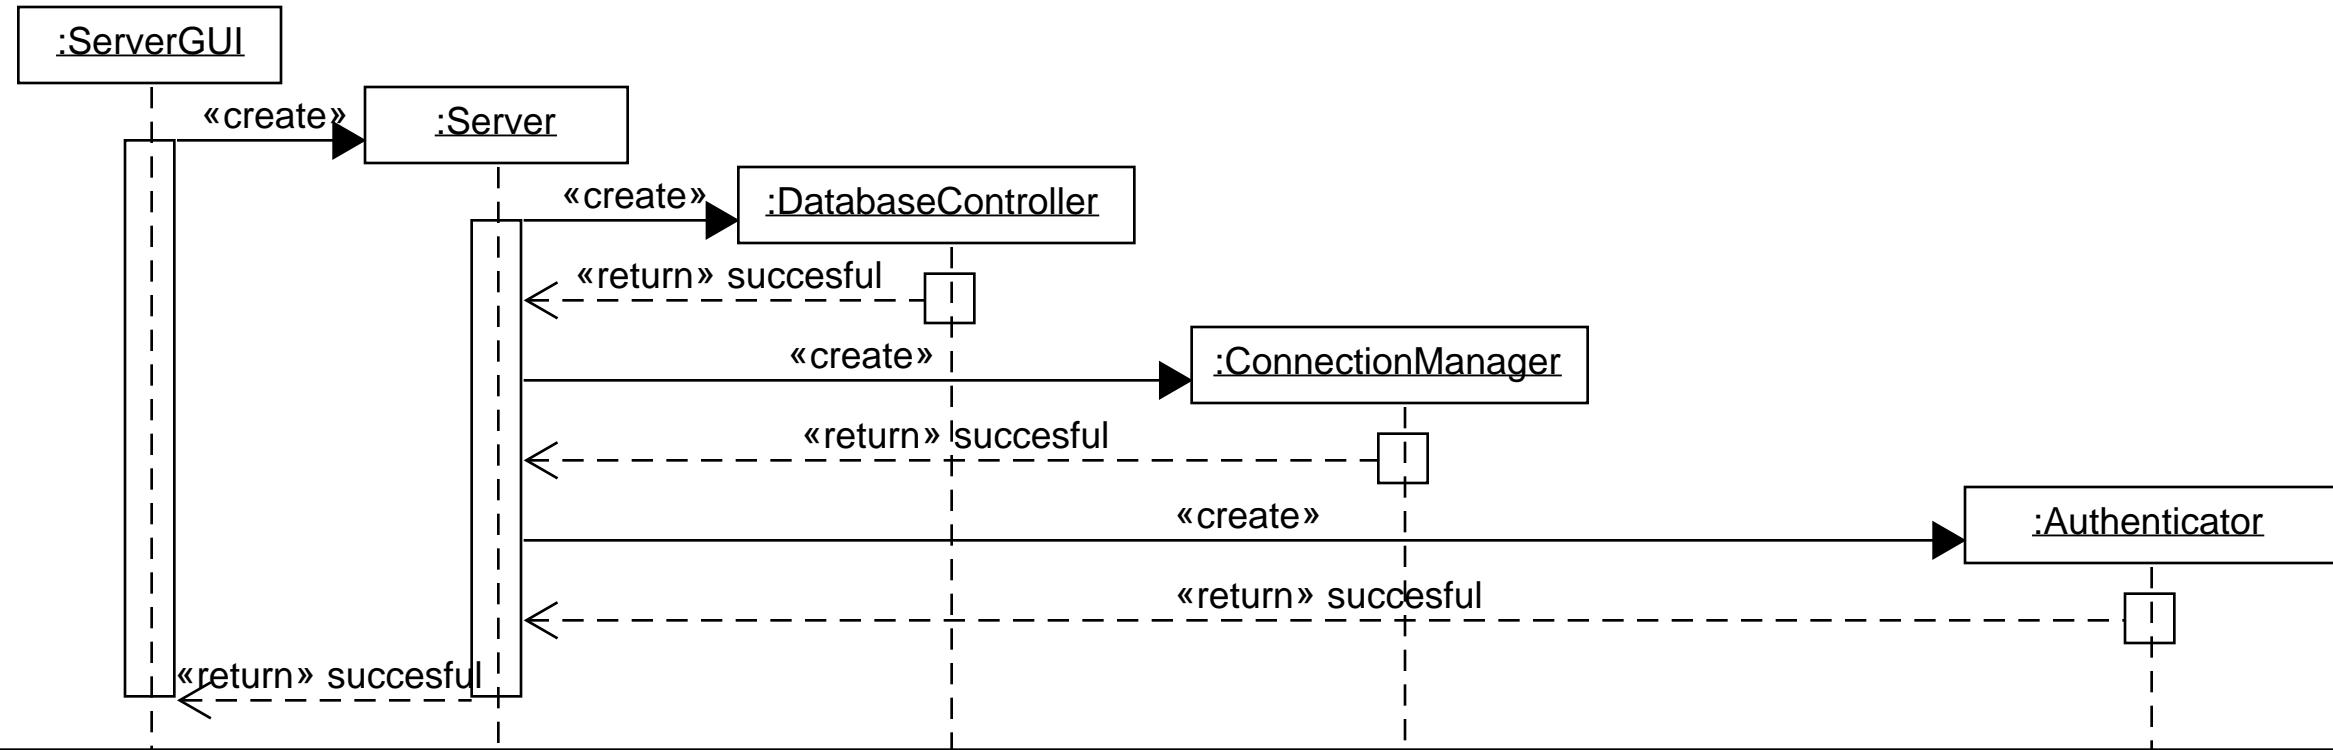 :ServerGUI
«create»
:Server
«create»
:DatabaseController
«return» succesful
«create»
:ConnectionManager
«return» succesful
«create»
:Authenticator
«return» succesful
«return» succesful